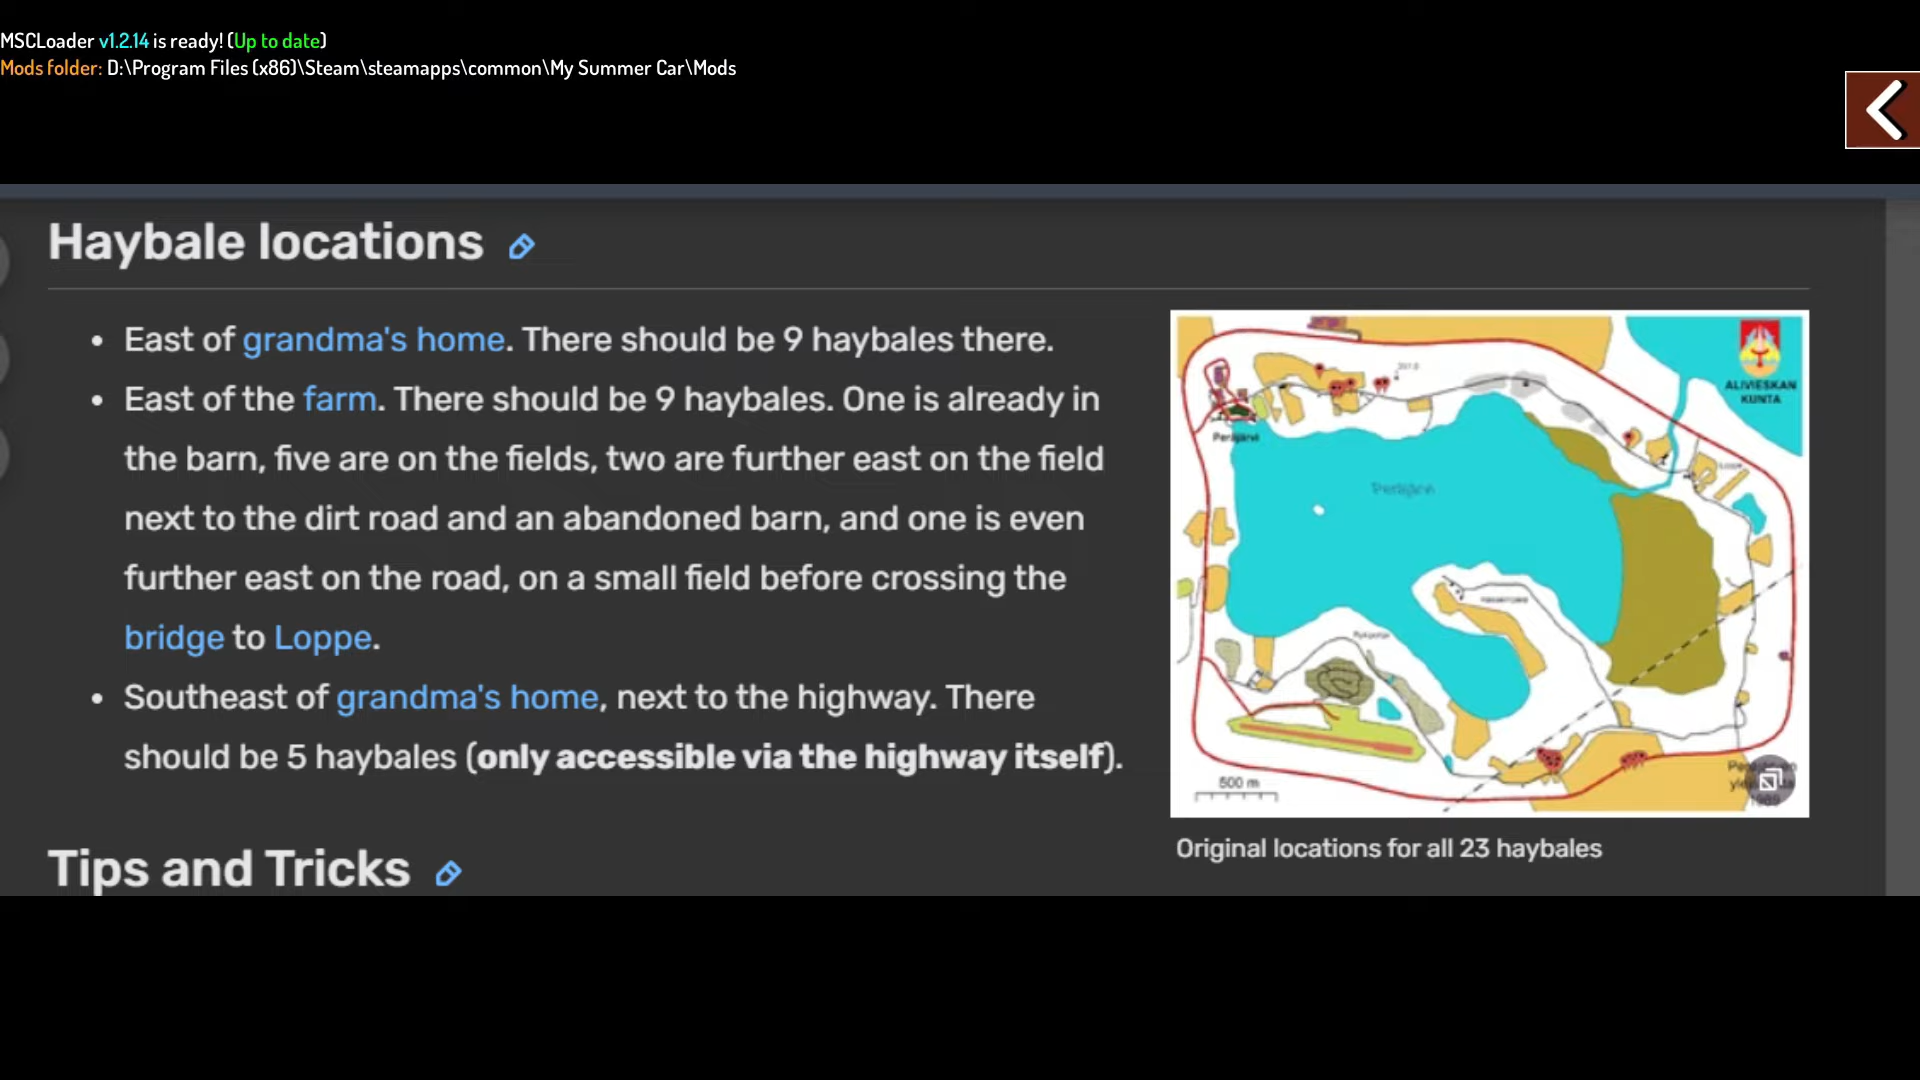 MSCLoader v1.2.14 is ready! (Up to date)
Mods folder: D:\Program Files (x86)\Steam\steamapps\common\My Summer Car\Mods
Haybale locations
• East of grandma's home. There should be 9 haybales there.
• East of the farm. There should be 9 haybales. One is already in
the barn, five are on the fields, two are further east on the field
next to the dirt road and an abandoned barn, and one is even
further east on the road, on a small field before crossing the
bridge to Loppe.
• Southeast of grandma's home, next to the highway. There
should be 5 haybales (only accessible via the highway itself).
ALIVIESKAN
KUNTA
Peräjärvi
Peräjärvi
500 m
Original locations for all 23 haybales
Tips and Tricks